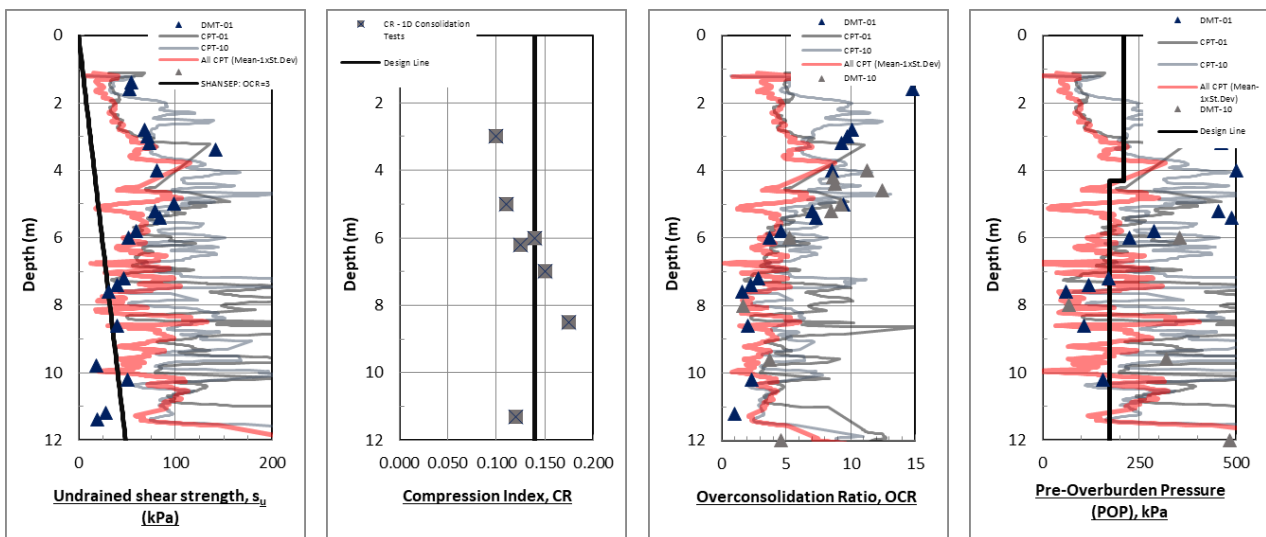 DMT-01
CPT-01
CPT-10
All CPT (Mean-1xSt.Dev)
SHANSEP: OCR=3
0
2
4
6
8
10
12
0
100
200
Depth (m)
Undrained shear strength, su
(kPa)
CR - 1D Consolidation
Tests
Design Line
0
2
4
6
8
10
12
0.000
0.050
0.100
0.150
0.200
Depth (m)
Compression Index, CR
DMT-01
CPT-01
CPT-10
All CPT (Mean-1xSt.Dev)
DMT-10
0
2
4
6
8
10
12
0
5
10
15
Depth (m)
Overconsolidation Ratio, OCR
DMT-01
CPT-01
CPT-10
All CPT (Mean-
1xSt.Dev)
DMT-10
Design Line
0
2
4
6
8
10
12
0
250
500
Depth (m)
Pre-Overburden Pressure
(POP), kPa